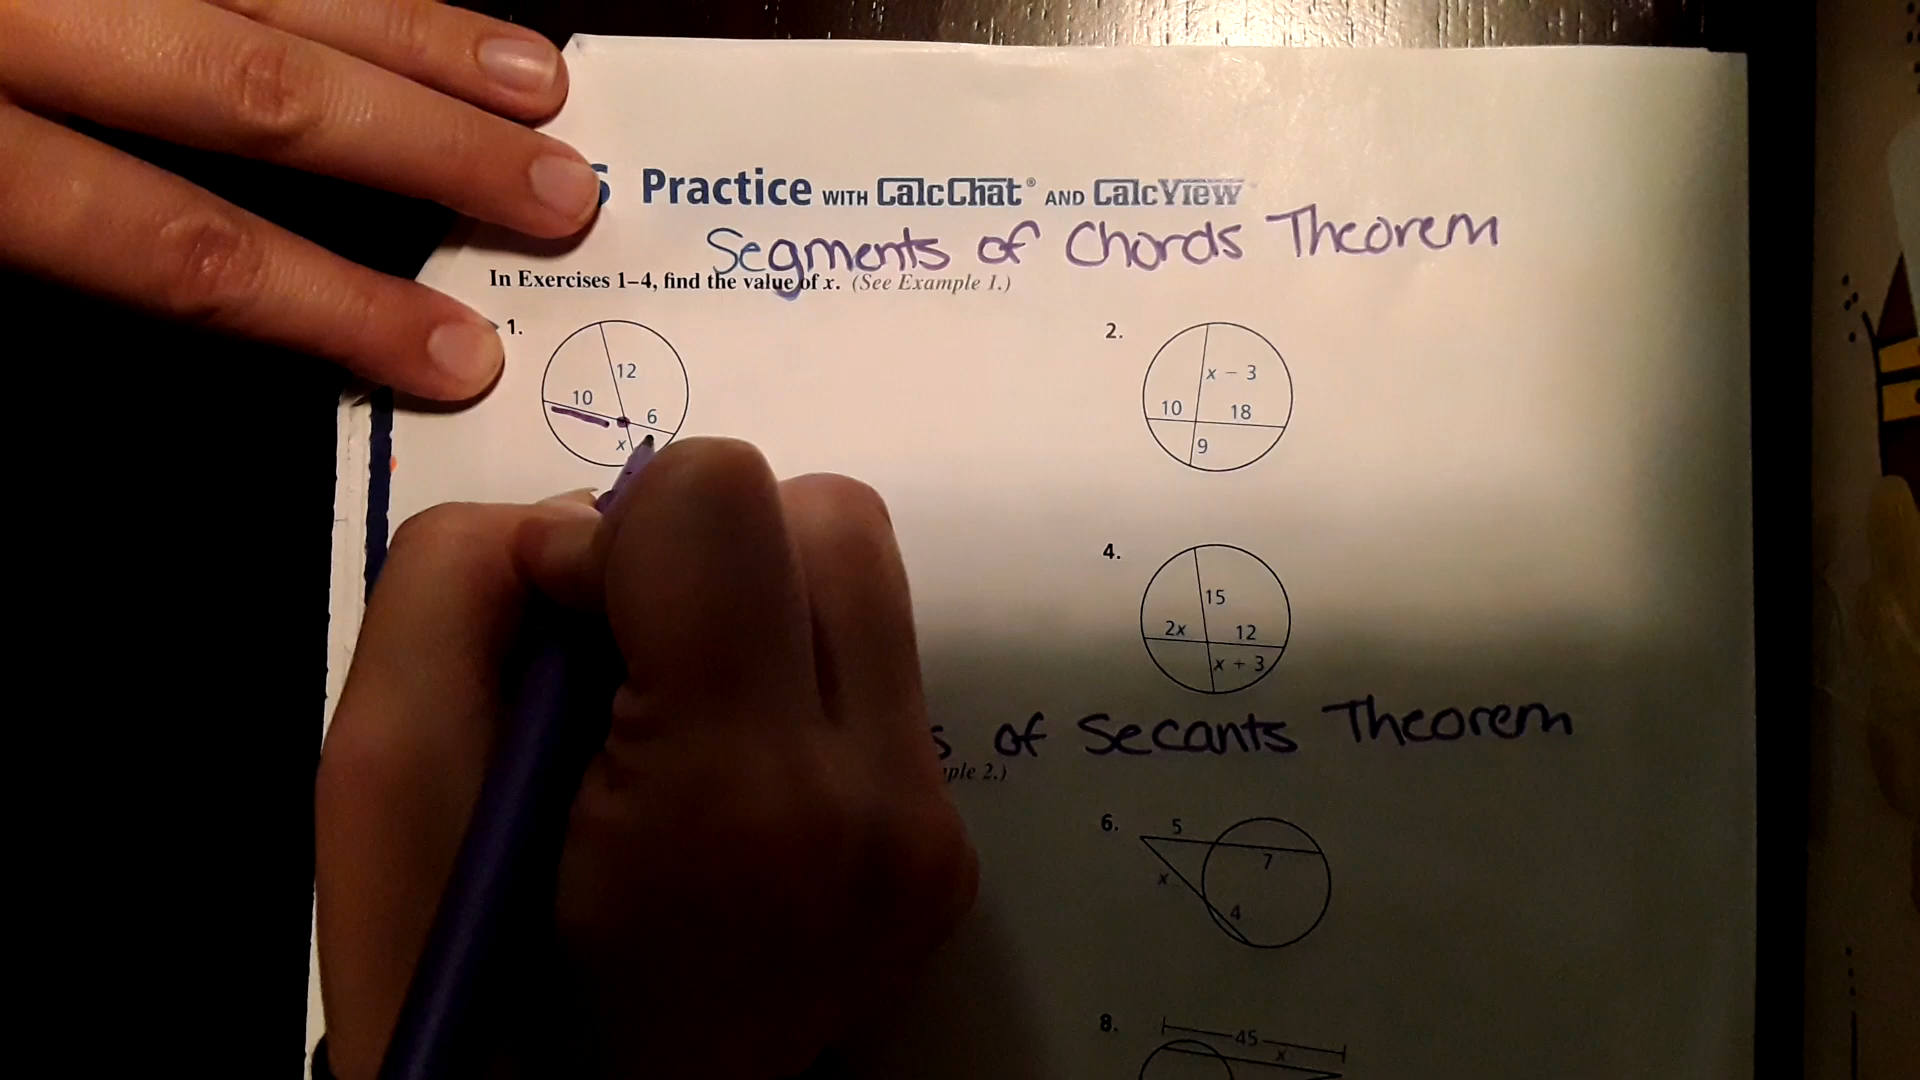 Practice WITH CalcChat® AND CalcView
Segments of Chords Theorem
In Exercises 1–4, find the value of x. (See Example 1.)
1.
12
10
6
x
2.
x − 3
10
18
9
4.
15
2x
12
x + 3
of Secants Theorem
2.)
6.
5
7
x
4
8.
45
x